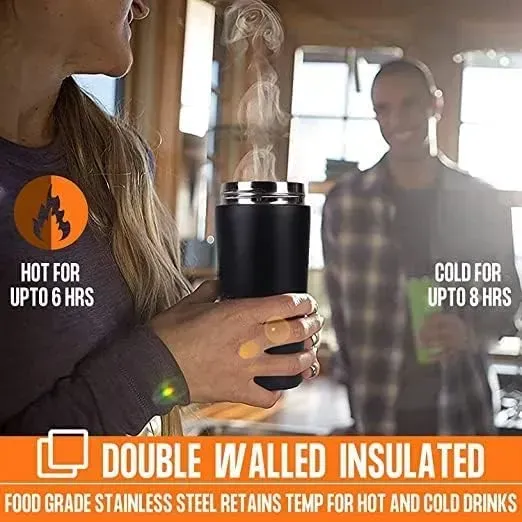 HOT FOR
UPTO 6 HRS
COLD FOR
UPTO 8 HRS
DOUBLE WALLED INSULATED
FOOD GRADE STAINLESS STEEL RETAINS TEMP FOR HOT AND COLD DRINKS